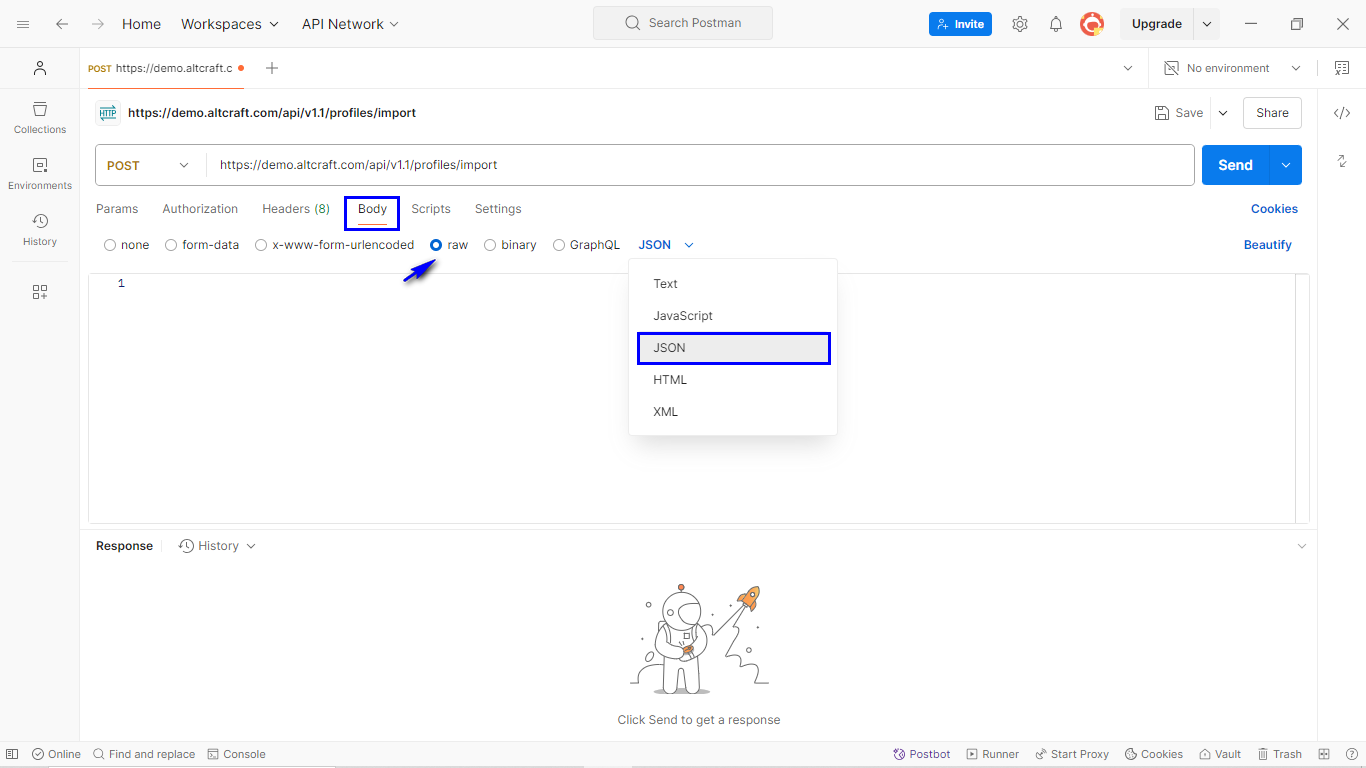 Home Workspaces API Network Search Postman Invite Upgrade
POST https://demo.altcraft.c No environment
HTTP https://demo.altcraft.com/api/v1.1/profiles/import Save Share
Collections
POST https://demo.altcraft.com/api/v1.1/profiles/import Send
Environments
Params Authorization Headers (8) Body Scripts Settings Cookies
History
none form-data x-www-form-urlencoded raw binary GraphQL JSON Beautify
1
Text
JavaScript
JSON
HTML
XML
Response History
Click Send to get a response
Online Find and replace Console Postbot Runner Start Proxy Cookies Vault Trash